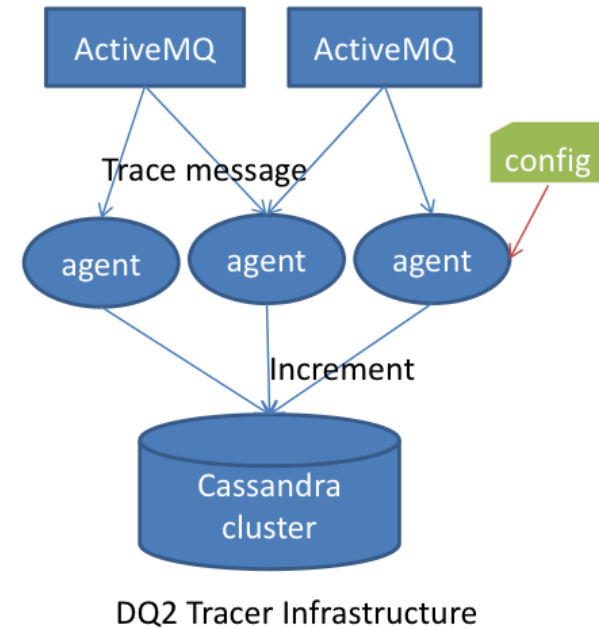 ActiveMQ
ActiveMQ
config
Trace message
agent
agent
agent
Increment
Cassandra
cluster
DQ2 Tracer Infrastructure